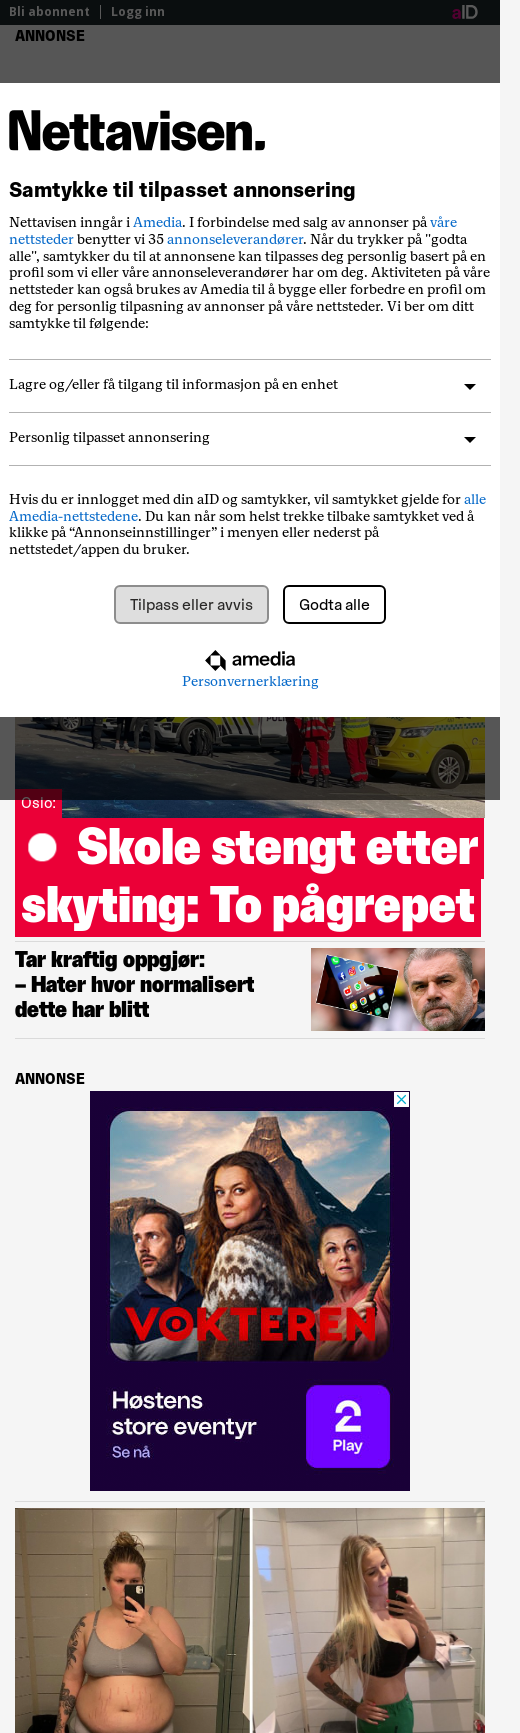 Bli abonnent | Logg inn
aID
ANNONSE
Nettavisen.
Samtykke til tilpasset annonsering
Nettavisen inngår i Amedia. I forbindelse med salg av annonser på våre
nettsteder benytter vi 35 annonseleverandører. Når du trykker på "godta
alle", samtykker du til at annonsene kan tilpasses deg personlig basert på en
profil som vi eller våre annonseleverandører har om deg. Aktiviteten på våre
nettsteder kan også brukes av Amedia til å bygge eller forbedre en profil om
deg for personlig tilpasning av annonser på våre nettsteder. Vi ber om ditt
samtykke til følgende:
Lagre og/eller få tilgang til informasjon på en enhet
Personlig tilpasset annonsering
Hvis du er innlogget med din aID og samtykker, vil samtykket gjelde for alle
Amedia-nettstedene. Du kan når som helst trekke tilbake samtykket ved å
klikke på “Annonseinnstillinger” i menyen eller nederst på
nettstedet/appen du bruker.
Tilpass eller avvis
Godta alle
amedia
Personvernerklæring
Oslo:
Skole stengt etter
skyting: To pågrepet
Tar kraftig oppgjør:
– Hater hvor normalisert
dette har blitt
ANNONSE
VOKTEREN
Høstens
store eventyr
Se nå
2
Play